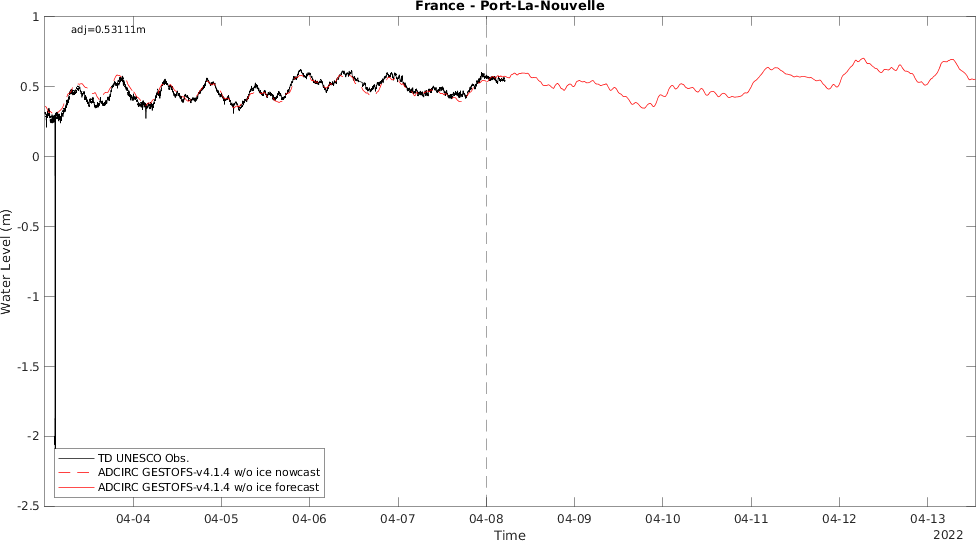 France - Port-La-Nouvelle
adj=0.53111m
1
0.5
0
-0.5
-1
-1.5
-2
-2.5
Water Level (m)
TD UNESCO Obs.
ADCIRC GESTOFS-v4.1.4 w/o ice nowcast
ADCIRC GESTOFS-v4.1.4 w/o ice forecast
04-04 04-05 04-06 04-07 04-08 04-09 04-10 04-11 04-12 04-13
Time
2022